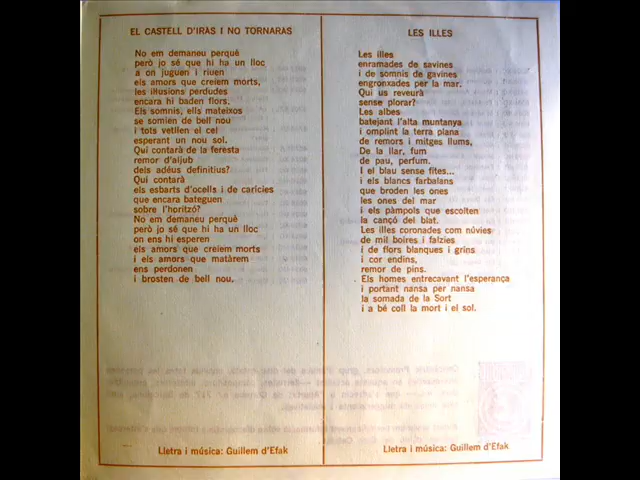 EL CASTELL D'IRAS I NO TORNARAS
No em demaneu perquè
però jo sé que hi ha un lloc
a on juguen i riuen
els amors que creiem morts,
les il·lusions perdudes
encara hi baden flors.
Els somnis, ells mateixos
se somien de bell nou
i tots vetllen el cel
esperant un nou sol.
Qui contarà de la feresta
remor d'aljub
dels adéus definitius?
Qui contarà
els esbarts d'ocells i de carícies
que encara bateguen
sobre l'horitzó?
No em demaneu perquè
però jo sé que hi ha un lloc
on ens hi esperen
els amors que creiem morts
i els amors que matàrem
ens perdonen
i brosten de bell nou.
Lletra i música: Guillem d'Efak
LES ILLES
Les illes
enramades de savines
i de somnis de gavines
engronxades per la mar.
Qui us reveurà
sense plorar?
Les albes
batejant l'alta muntanya
i omplint la terra plana
de remors i mitges llums,
De la llar, fum
de pau, perfum.
I el blau sense fites...
i els blancs farbalans
que broden les ones
les ones del mar
i els pàmpols que escolten
la cançó del blat.
Les illes coronades com núvies
de mil boires i falzies
i de flors blanques i grins
i cor endins,
remor de pins.
Els homes entrecavant l'esperança
i portant nansa per nansa
la somada de la Sort
i a bé coll la mort i el sol.
Lletra i música: Guillem d'Efak